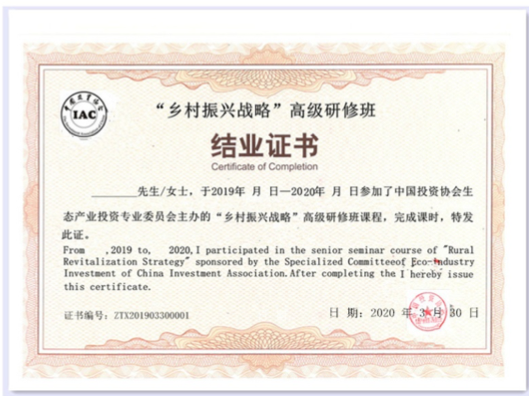 IAC
“乡村振兴战略”高级研修班
结业证书
Certificate of Completion
______先生/女士，于2019年 月 日—2020年 月 日参加了中国投资协会生
态产业投资专业委员会主办的“乡村振兴战略”高级研修班课程，完成课时，特发
此证。
From ,2019 to, 2020,I participated in the senior seminar course of "Rural
Revitalization Strategy" sponsored by the Specialized Committeeof Eco-industry
Investment of China Investment Association.After completing the I hereby issue
this certificate.
证书编号：ZTX201903300001
日 期：2020 年 3 月 30 日